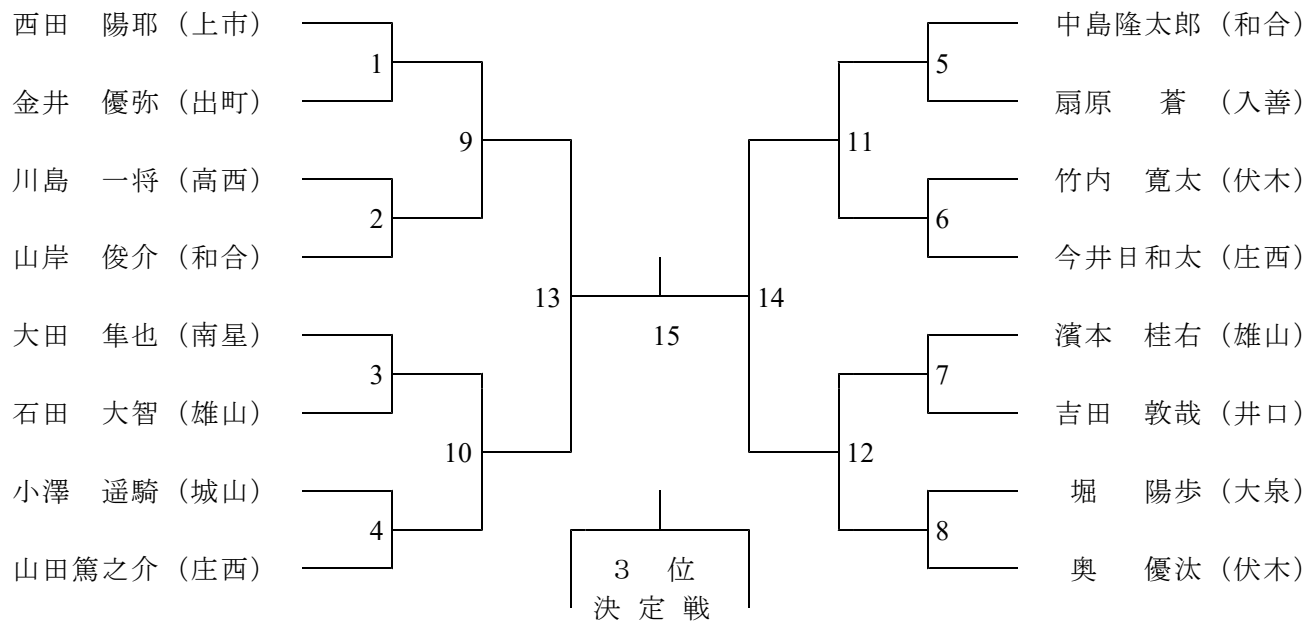 西田　陽耶（上市）
1
金井　優弥（出町）
9
川島　一将（高西）
2
山岸　俊介（和合）
13
大田　隼也（南星）
3
石田　大智（雄山）
10
小澤　遥騎（城山）
4
山田篤之介（庄西）
15
３　位
決 定 戦
中島隆太郎（和合）
5
扇原　蒼　（入善）
11
竹内　寛太（伏木）
6
今井日和太（庄西）
14
濱本　桂右（雄山）
7
吉田　敦哉（井口）
12
堀　陽歩（大泉）
8
奥　優汰（伏木）